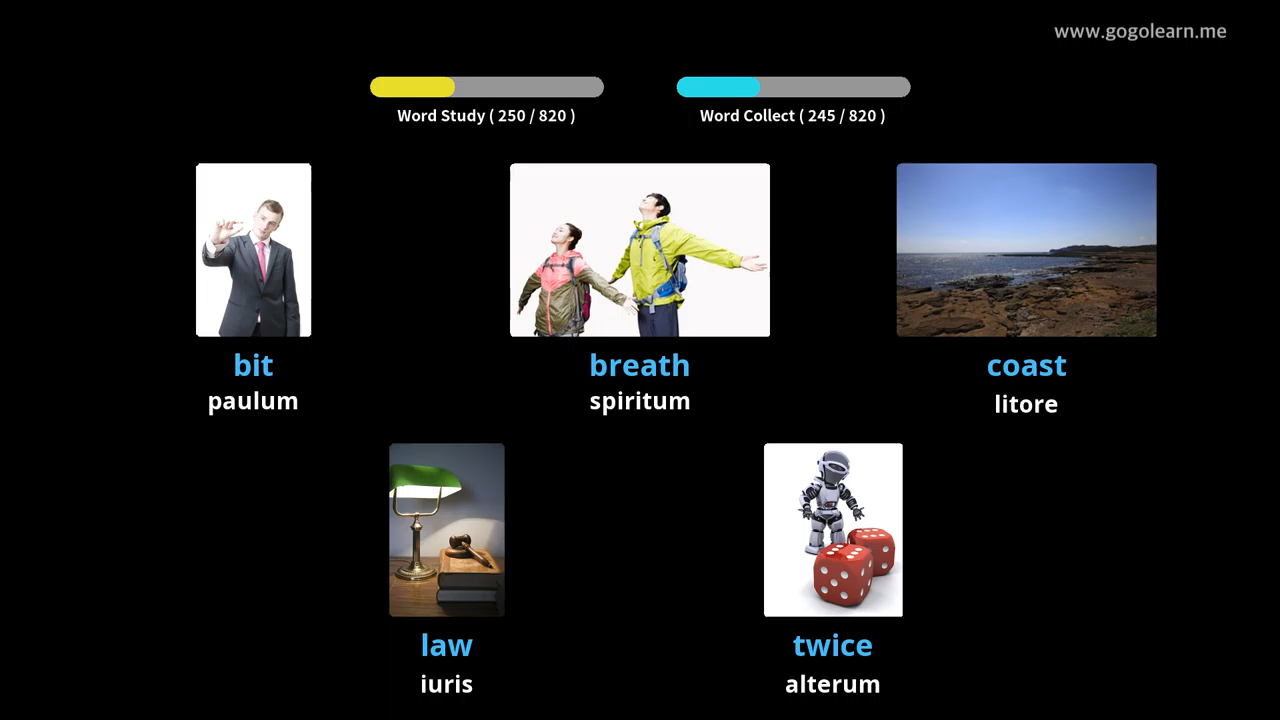 www.gogolearn.me
Word Study ( 250 / 820 )
Word Collect ( 245 / 820 )
bit
paulum
breath
spiritum
coast
litore
law
iuris
twice
alterum